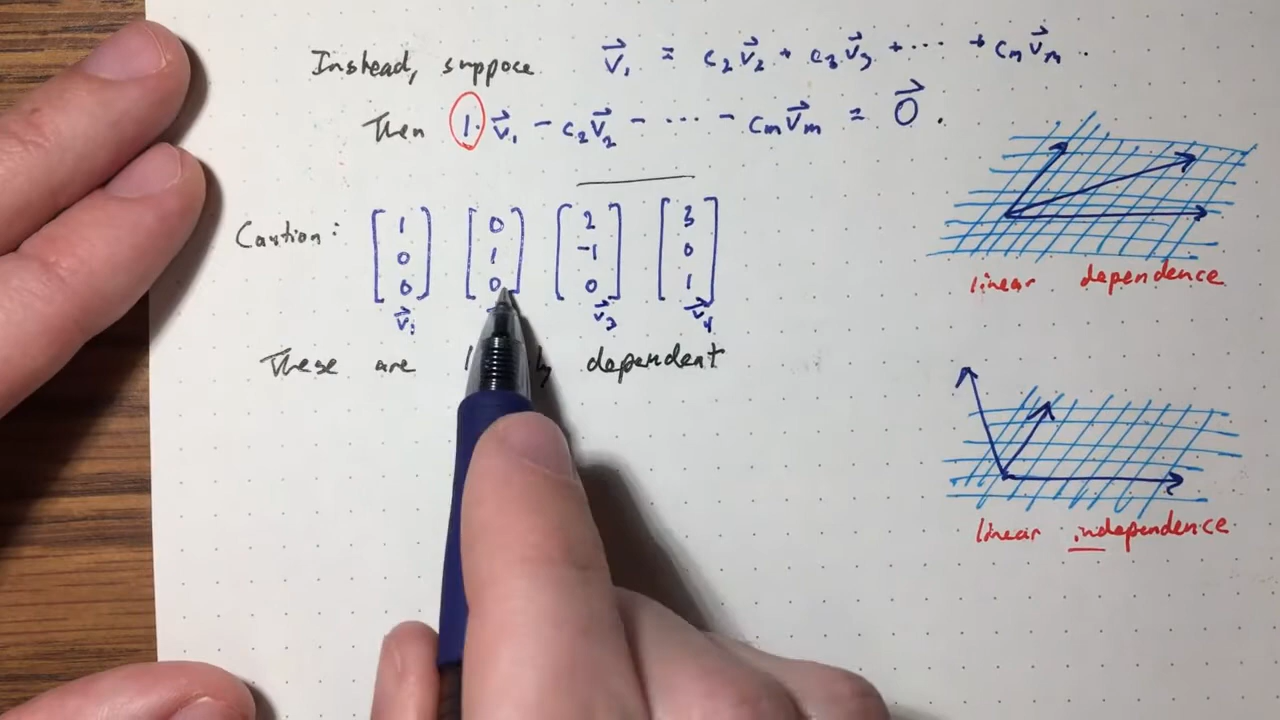 Instead, suppose v⃗₁ = c₂v⃗₂ + c₃v⃗₃ + ··· + cₘv⃗ₘ.
Then 1·v⃗₁ − c₂v⃗₂ − ··· − cₘv⃗ₘ = 0⃗.
Caution: [1 0 0] [0 1 0] [2 -1 0] [3 0 1]
v⃗₁ v⃗₃ v⃗₄
These are dependent
linear dependence
linear independence